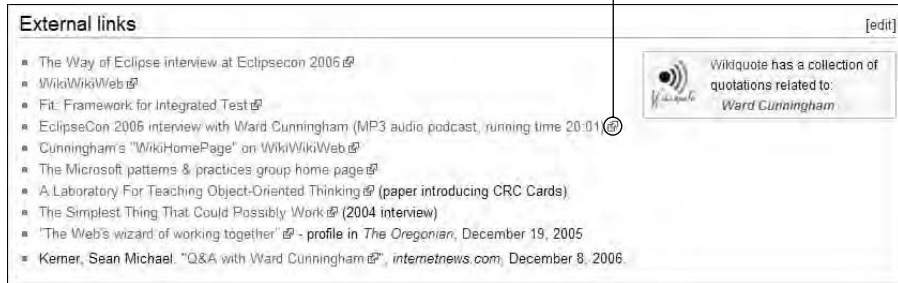 External links
[edit]
The Way of Eclipse interview at Eclipsecon 2006
WikiWikiWeb
Fit: Framework for Integrated Test
EclipseCon 2006 interview with Ward Cunningham (MP3 audio podcast, running time 20:01)
Cunningham's "WikiHomePage" on WikiWikiWeb
The Microsoft patterns & practices group home page
A Laboratory For Teaching Object-Oriented Thinking (paper introducing CRC Cards)
The Simplest Thing That Could Possibly Work (2004 interview)
"The Web's wizard of working together" - profile in The Oregonian, December 19, 2005
Kerner, Sean Michael. "Q&A with Ward Cunningham", internetnews.com, December 8, 2006.
Wikiquote
Wikiquote has a collection of
quotations related to:
Ward Cunningham